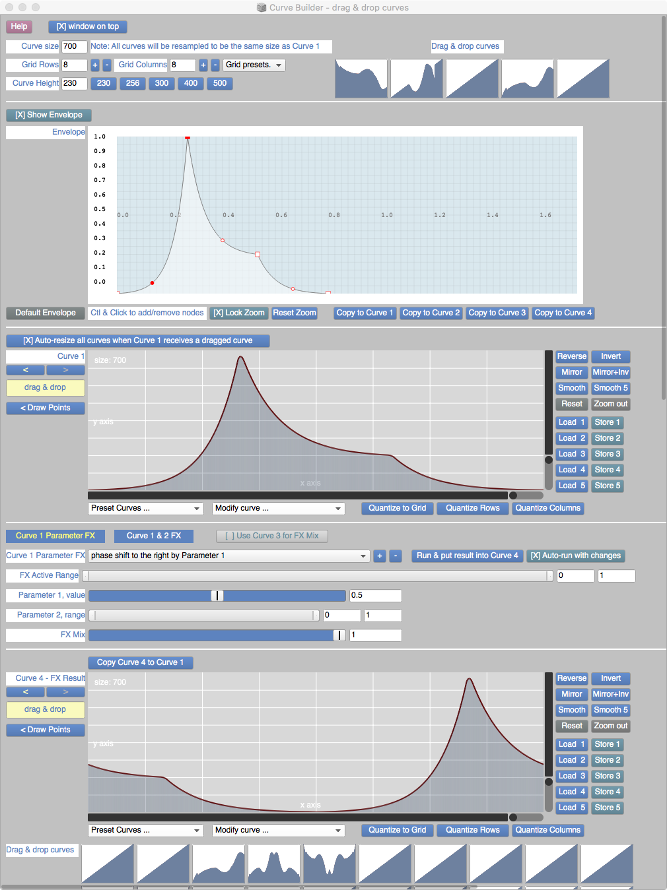 Curve Builder - drag & drop curves
Help [X] window on top
Curve size 700 Note: All curves will be resampled to be the same size as Curve 1 Drag & drop curves
Grid Rows 8 + - Grid Columns 8 + - Grid presets.
Curve Height 230 230 256 300 400 500
[X] Show Envelope
Envelope
1.0
0.9
0.8
0.7
0.6
0.5
0.0 0.2 0.4 0.6 0.8 1.0 1.2 1.4 1.6
0.4
0.3
0.2
0.1
0.0
Default Envelope Ctl & Click to add/remove nodes [X] Lock Zoom Reset Zoom Copy to Curve 1 Copy to Curve 2 Copy to Curve 3 Copy to Curve 4
[X] Auto-resize all curves when Curve 1 receives a dragged curve
Curve 1 size: 700 Reverse Invert
< > Mirror Mirror+Inv
drag & drop Smooth Smooth 5
< Draw Points Reset Zoom out
y axis Load 1 Store 1
Load 2 Store 2
Load 3 Store 3
Load 4 Store 4
x axis Load 5 Store 5
Preset Curves ... Modify curve ... Quantize to Grid Quantize Rows Quantize Columns
Curve 1 Parameter FX Curve 1 & 2 FX [ ] Use Curve 3 for FX Mix
Curve 1 Parameter FX phase shift to the right by Parameter 1 + - Run & put result into Curve 4 [X] Auto-run with changes
FX Active Range 0 1
Parameter 1, value 0.5
Parameter 2, range 0 1
FX Mix 1
Copy Curve 4 to Curve 1
Curve 4 - FX Result size: 700 Reverse Invert
< > Mirror Mirror+Inv
drag & drop Smooth Smooth 5
< Draw Points Reset Zoom out
y axis Load 1 Store 1
Load 2 Store 2
Load 3 Store 3
Load 4 Store 4
x axis Load 5 Store 5
Preset Curves ... Modify curve ... Quantize to Grid Quantize Rows Quantize Columns
Drag & drop curves